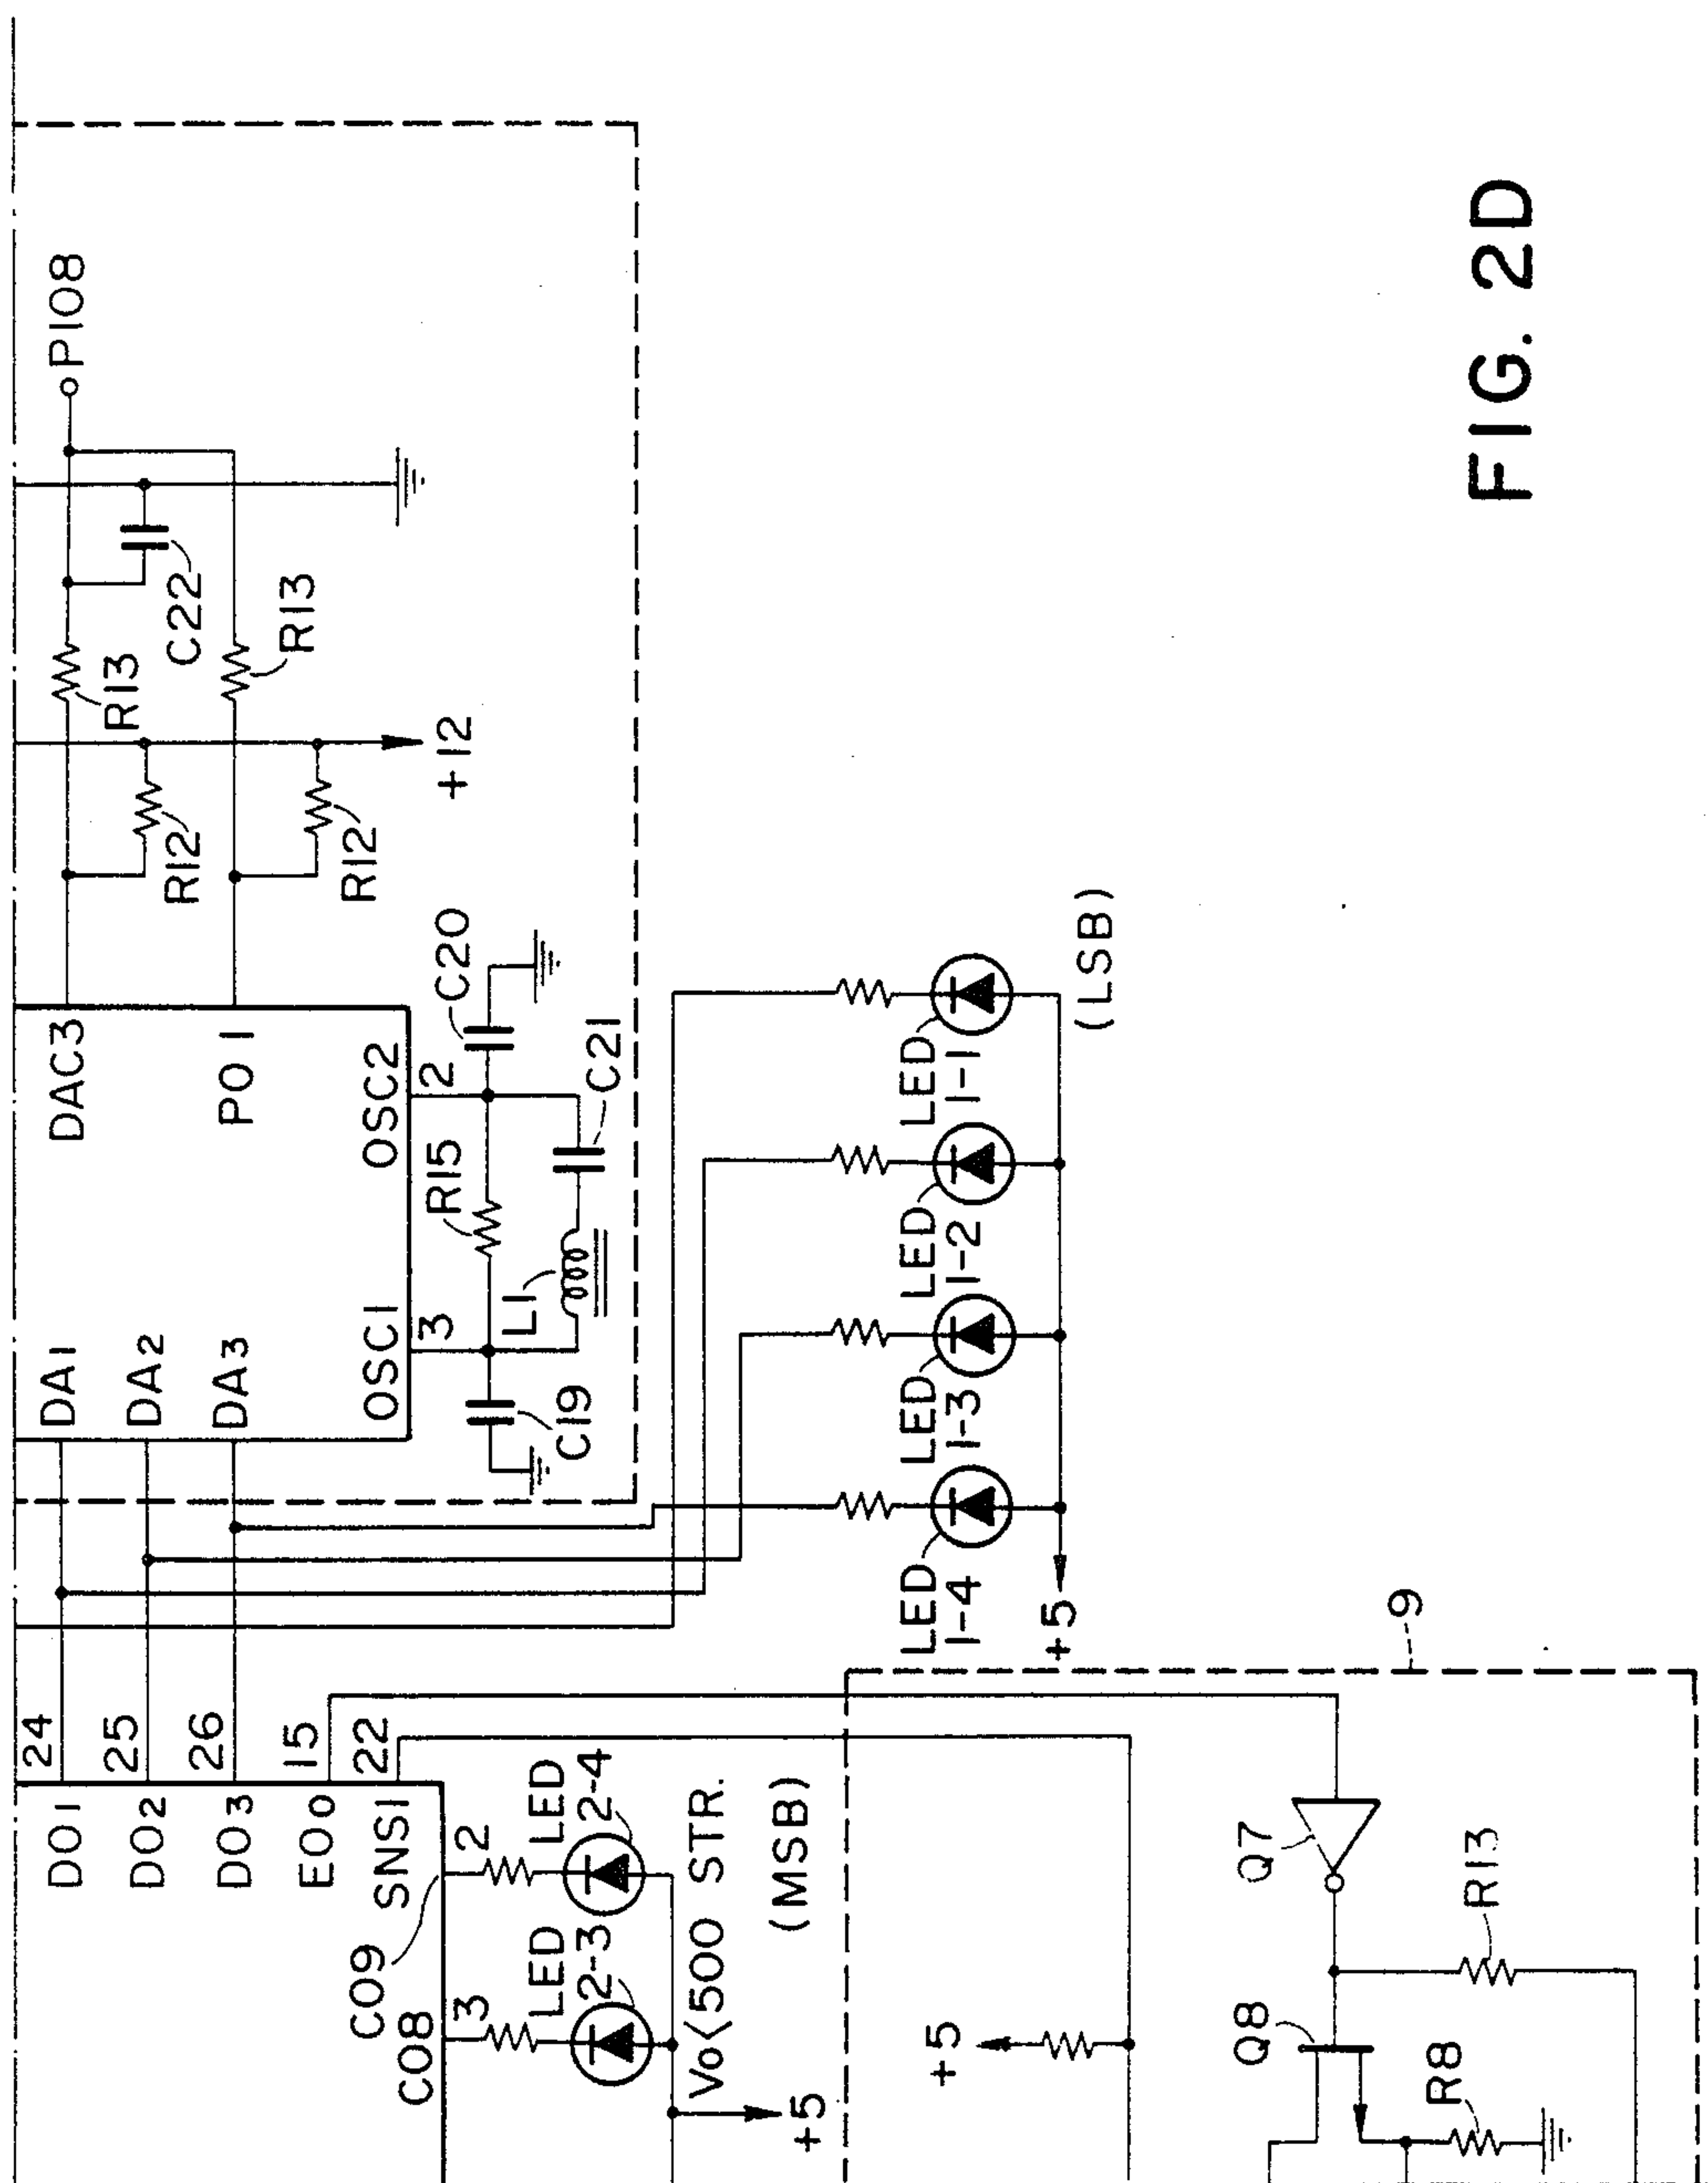 P108
C22
R13
R13
+12
R12
R12
DAC3
PO1
OSC2
2
C20
C21
R15
L1
OSC1
3
C19
DA1
DA2
DA3
LED
1-1
LED
1-2
LED
1-3
LED
1-4
(LSB)
+5
24
25
26
15
22
DO1
DO2
DO3
EO0
SNS1
CO9
2
LED
2-4
CO8
3
LED
2-3
Vo<500 STR.
(MSB)
+5
9
+5
Q7
R13
Q8
R8
FIG. 2D